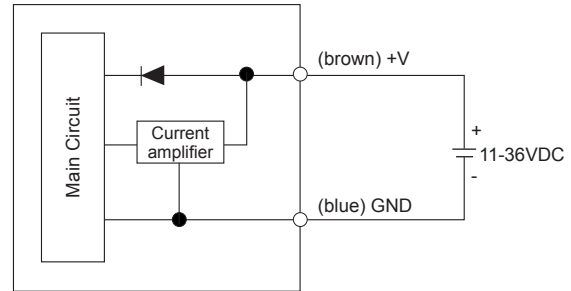 (brown) +V
Main Circuit
Current
amplifier
+
11-36VDC
-
(blue) GND